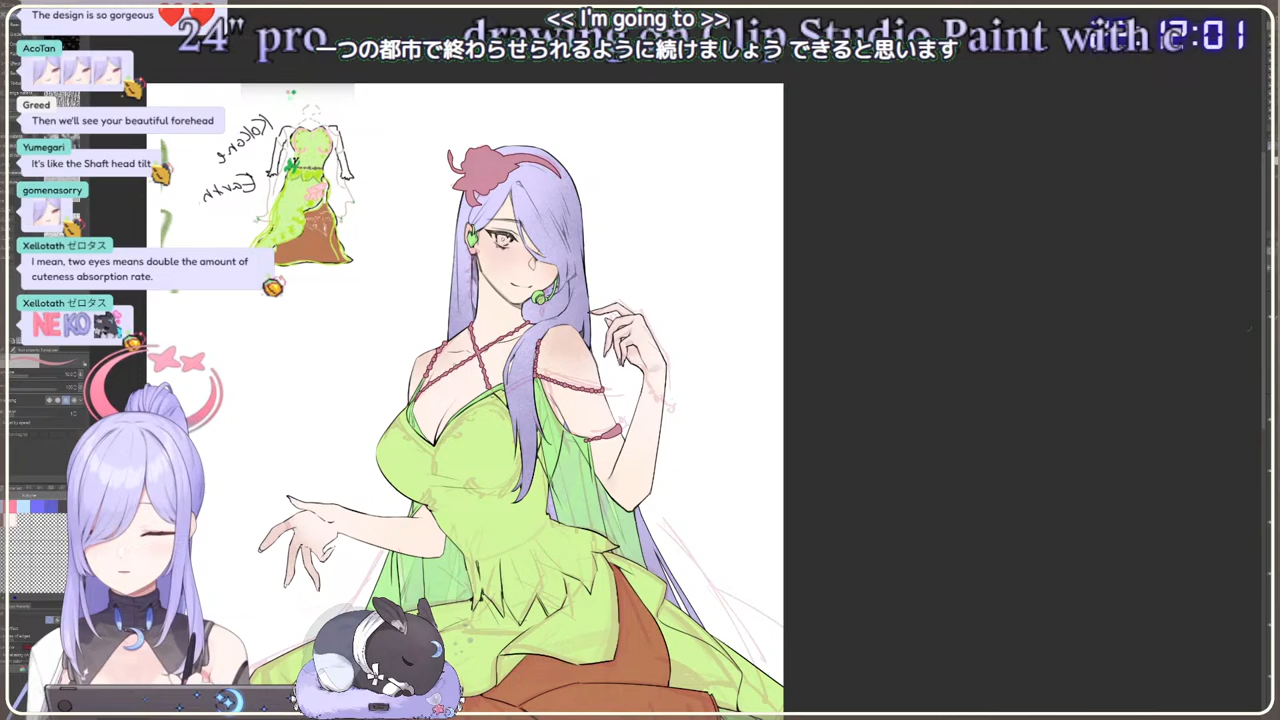 The design is so gorgeous
<< I'm going to >>
24" pro drawing on Clip Studio Paint with c
12:01
一つの都市で終わらせられるように続けましょう できると思います
AcoTan
Greed
Then we'll see your beautiful forehead
Yumegari
It's like the Shaft head tilt
gomenasorry
Xellotath ゼロタス
I mean, two eyes means double the amount of
cuteness absorption rate.
Xellotath ゼロタス
NEKO